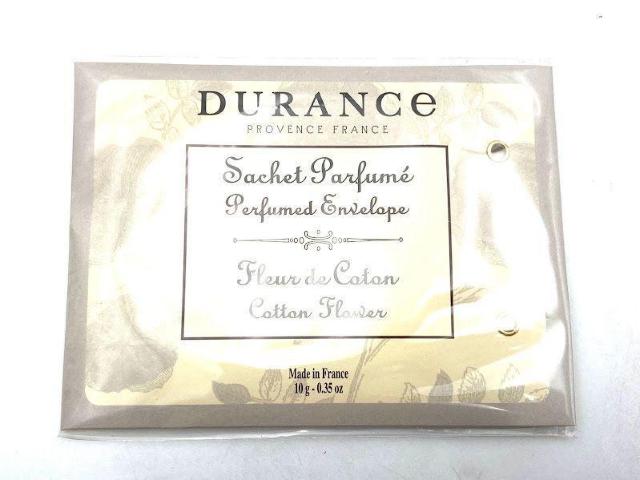 DURANCe
PROVENCE FRANCE
Sachet Parfumé
Perfumed Envelope
Fleur de Coton
Cotton Flower
Made in France
10 g - 0.35 oz